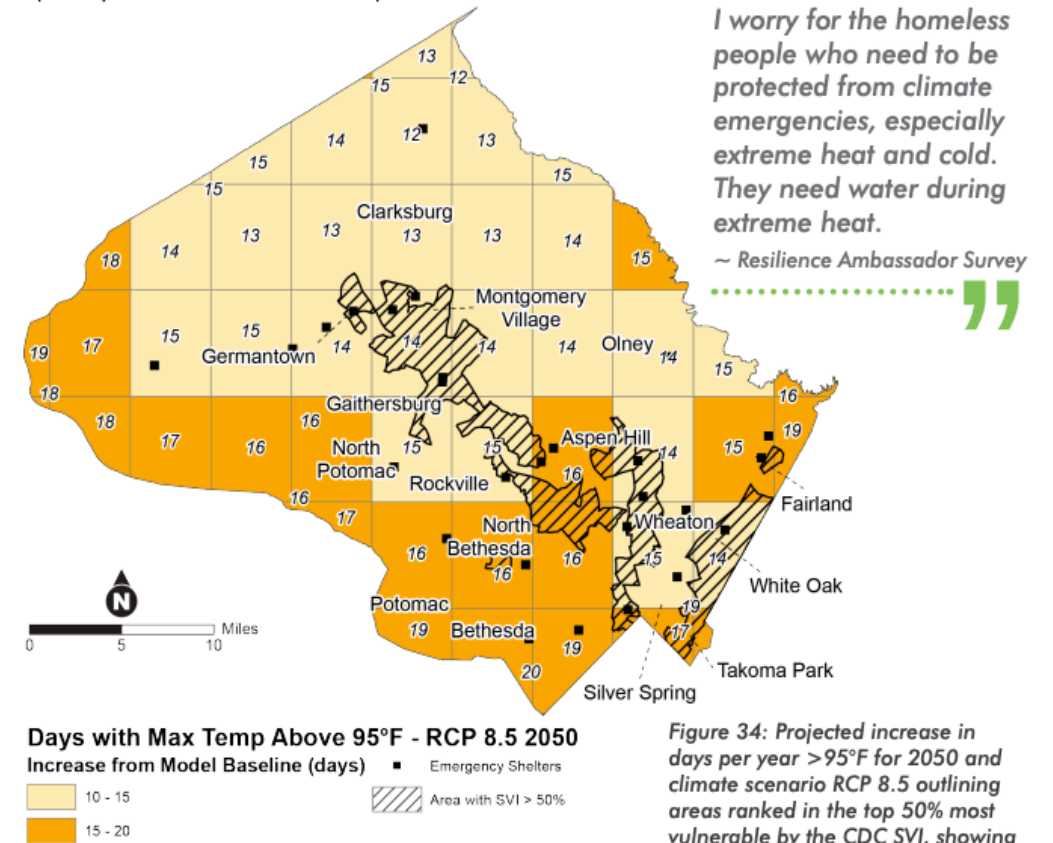 I worry for the homeless
people who need to be
protected from climate
emergencies, especially
extreme heat and cold.
They need water during
extreme heat.
~ Resilience Ambassador Survey
”
13
15
12
14
12
13
15
15
15
Clarksburg
18
14
13
13
13
13
14
15
Montgomery
Village
19
17
15
15
Germantown
14
14
14
14
Olney
14
15
18
16
18
17
16
16
Gaithersburg
North
Potomac
15
15
Rockville
Aspen Hill
16
14
15
19
Fairland
16
17
North
Bethesda
16
16
16
Wheaton
15
14
White Oak
N
Miles
0
5
10
Potomac
19
Bethesda
19
20
19
17
Takoma Park
Silver Spring
Days with Max Temp Above 95°F - RCP 8.5 2050
Increase from Model Baseline (days)
Emergency Shelters
10 - 15
Area with SVI > 50%
15 - 20
Figure 34: Projected increase in
days per year >95°F for 2050 and
climate scenario RCP 8.5 outlining
areas ranked in the top 50% most
vulnerable by the CDC SVI, showing